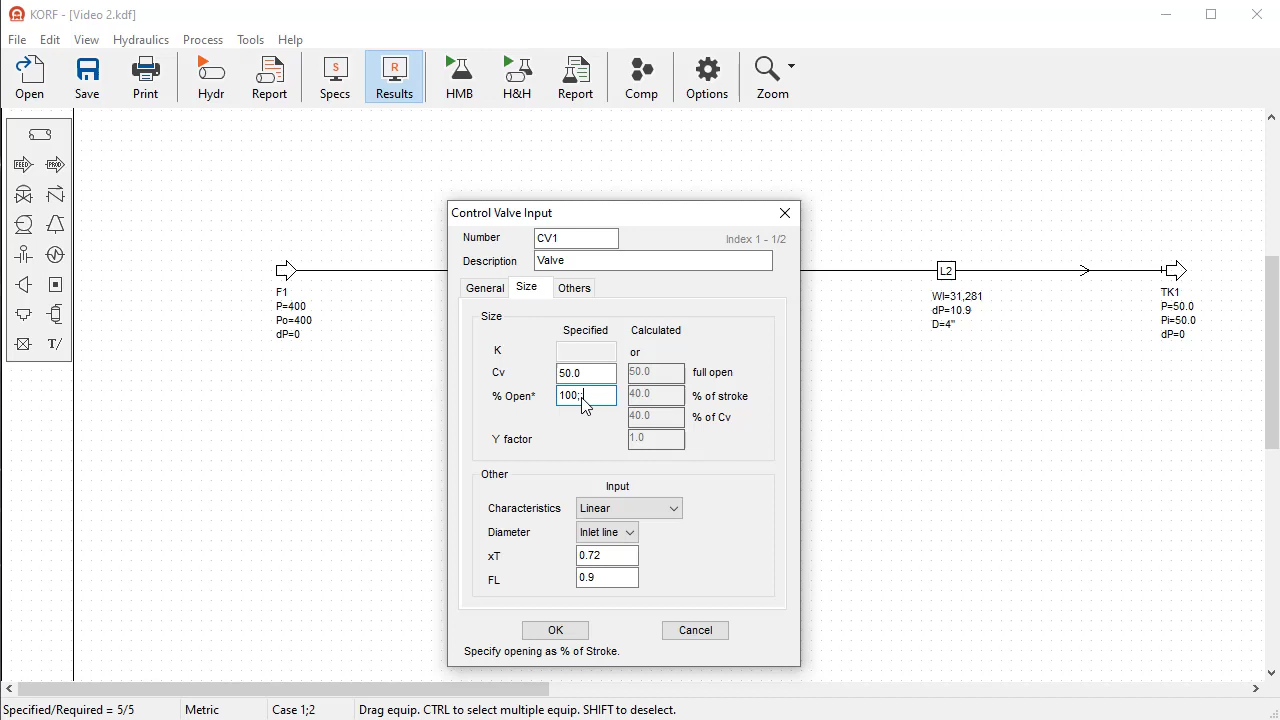 KORF - [Video 2.kdf]
File Edit View Hydraulics Process Tools Help
Open Save Print Hydr Report Specs Results HMB H&H Report Comp Options Zoom
S R
FEED PROD
T/
Control Valve Input
Number CV1 Index 1 - 1/2
Description Valve
General Size Others
Size
Specified Calculated
K or
Cv 50.0 50.0 full open
% Open* 100; 40.0 % of stroke
40.0 % of Cv
Y factor 1.0
Other
Input
Characteristics Linear
Diameter Inlet line
xT 0.72
FL 0.9
OK Cancel
Specify opening as % of Stroke.
F1
P=400
Po=400
dP=0
L2
Wl=31,281
dP=10.9
D=4"
TK1
P=50.0
Pi=50.0
dP=0
Specified/Required = 5/5 Metric Case 1;2 Drag equip. CTRL to select multiple equip. SHIFT to deselect.